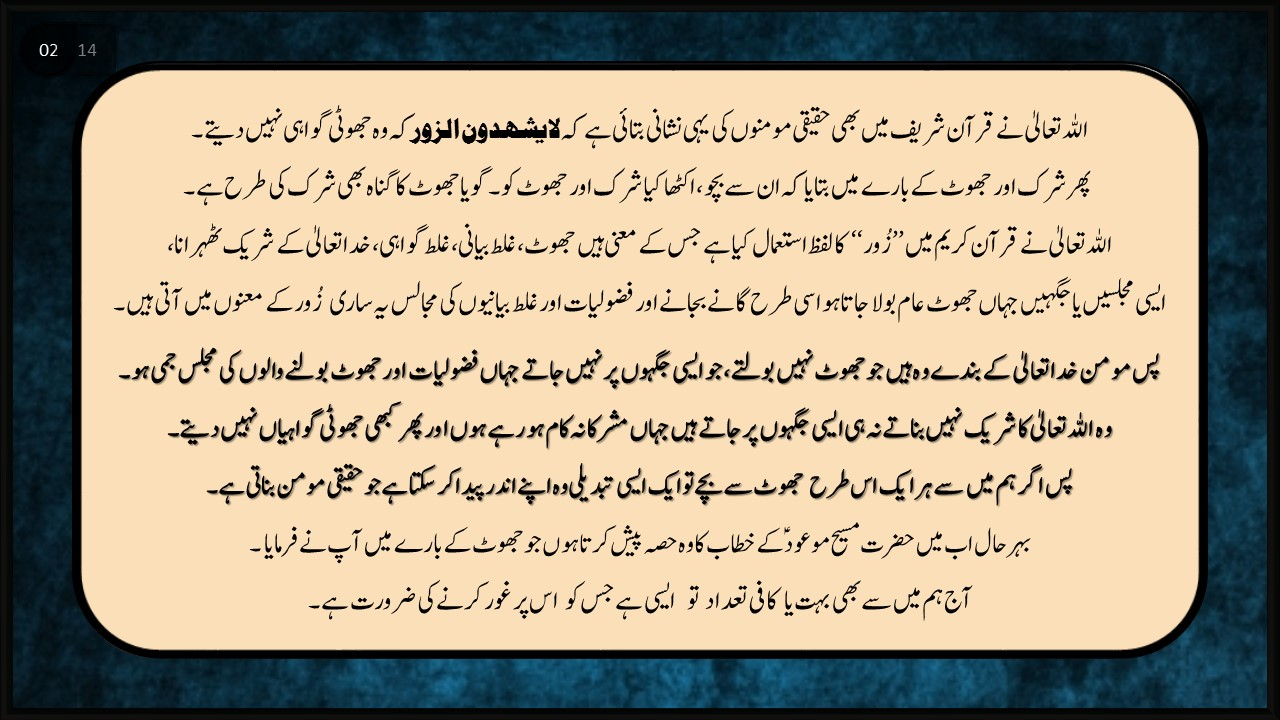 02 14
اللہ تعالیٰ نے قرآن شریف میں بھی حقیقی مومنوں کی یہی نشانی بتائی ہے کہ لایشھدون الزور کہ وہ جھوٹی گواہی نہیں دیتے۔
پھر شرک اور جھوٹ کے بارے میں بتایا کہ ان سے بچو، اکٹھا کیا شرک اور جھوٹ کو۔ گویا جھوٹ کا گناہ بھی شرک کی طرح ہے۔
اللہ تعالیٰ نے قرآن کریم میں ’’زُور‘‘ کا لفظ استعمال کیا ہے جس کے معنی ہیں جھوٹ، غلط بیانی، غلط گواہی، خدا تعالیٰ کے شریک ٹھہرانا،
ایسی مجلسیں یا جگہیں جہاں جھوٹ عام بولا جاتا ہو اسی طرح گانے بجانے اور فضولیات اور غلط بیانیوں کی مجالس یہ ساری زُور کے معنوں میں آتی ہیں۔
پس مومن خدا تعالیٰ کے بندے وہ ہیں جو جھوٹ نہیں بولتے، جو ایسی جگہوں پر نہیں جاتے جہاں فضولیات اور جھوٹ بولنے والوں کی مجلس جمی ہو۔
وہ اللہ تعالیٰ کا شریک نہیں بناتے نہ ہی ایسی جگہوں پر جاتے ہیں جہاں مشرکانہ کام ہو رہے ہوں اور پھر کبھی جھوٹی گواہیاں نہیں دیتے۔
پس اگر ہم میں سے ہر ایک اس طرح جھوٹ سے بچے تو ایک ایسی تبدیلی وہ اپنے اندر پیدا کر سکتا ہے جو حقیقی مومن بناتی ہے۔
بہرحال اب میں حضرت مسیح موعودؑ کے خطاب کا وہ حصہ پیش کرتا ہوں جو جھوٹ کے بارے میں آپ نے فرمایا۔
آج ہم میں سے بھی بہت یا کافی تعداد تو ایسی ہے جس کو اس پر غور کرنے کی ضرورت ہے۔